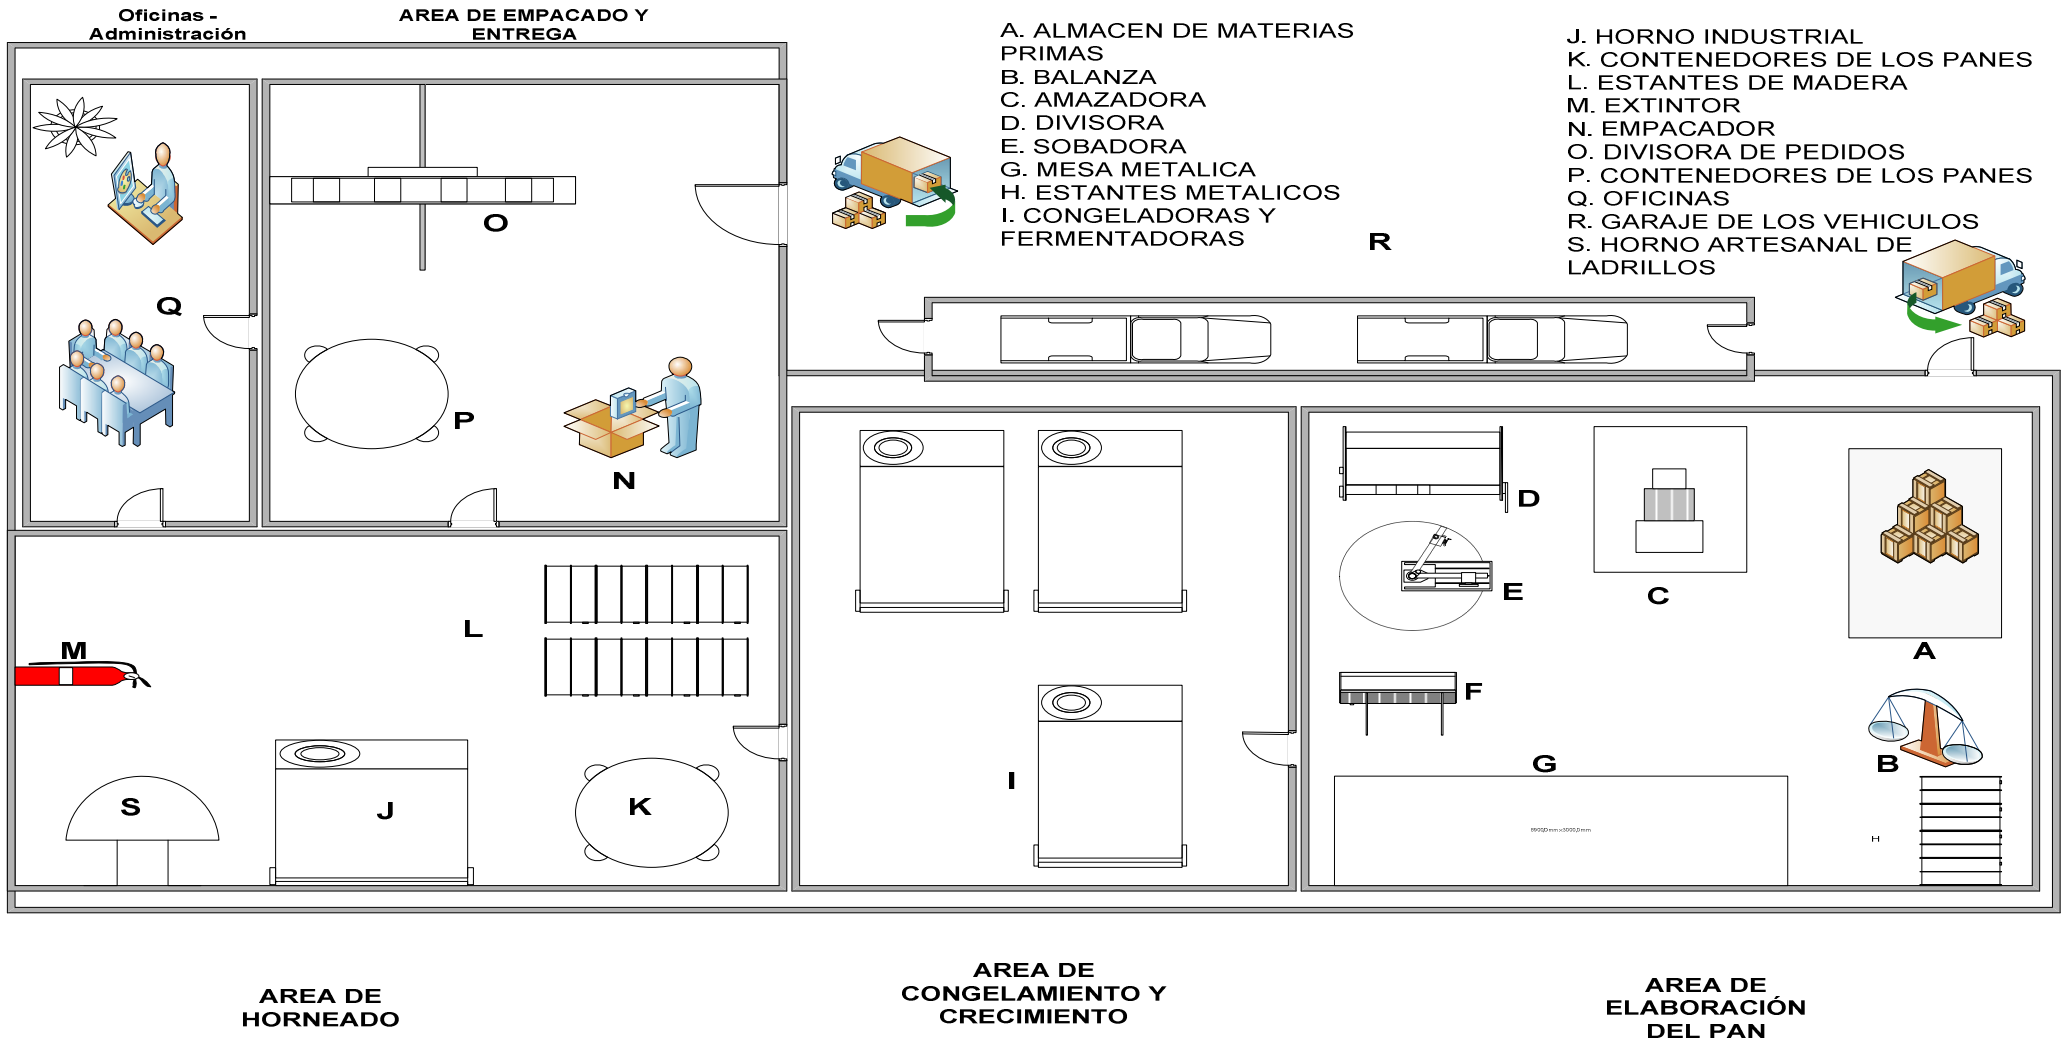 Oficinas -
Administración
AREA DE EMPACADO Y
ENTREGA
A. ALMACEN DE MATERIAS
PRIMAS
B. BALANZA
C. AMAZADORA
D. DIVISORA
E. SOBADORA
G. MESA METALICA
H. ESTANTES METALICOS
I. CONGELADORAS Y
FERMENTADORAS
J. HORNO INDUSTRIAL
K. CONTENEDORES DE LOS PANES
L. ESTANTES DE MADERA
M. EXTINTOR
N. EMPACADOR
O. DIVISORA DE PEDIDOS
P. CONTENEDORES DE LOS PANES
Q. OFICINAS
R. GARAJE DE LOS VEHICULOS
S. HORNO ARTESANAL DE
LADRILLOS
O
R
Q
P
N
D
E
C
L
M
A
F
G
B
I
S
J
K
H
AREA DE
HORNEADO
AREA DE
CONGELAMIENTO Y
CRECIMIENTO
AREA DE
ELABORACIÓN
DEL PAN